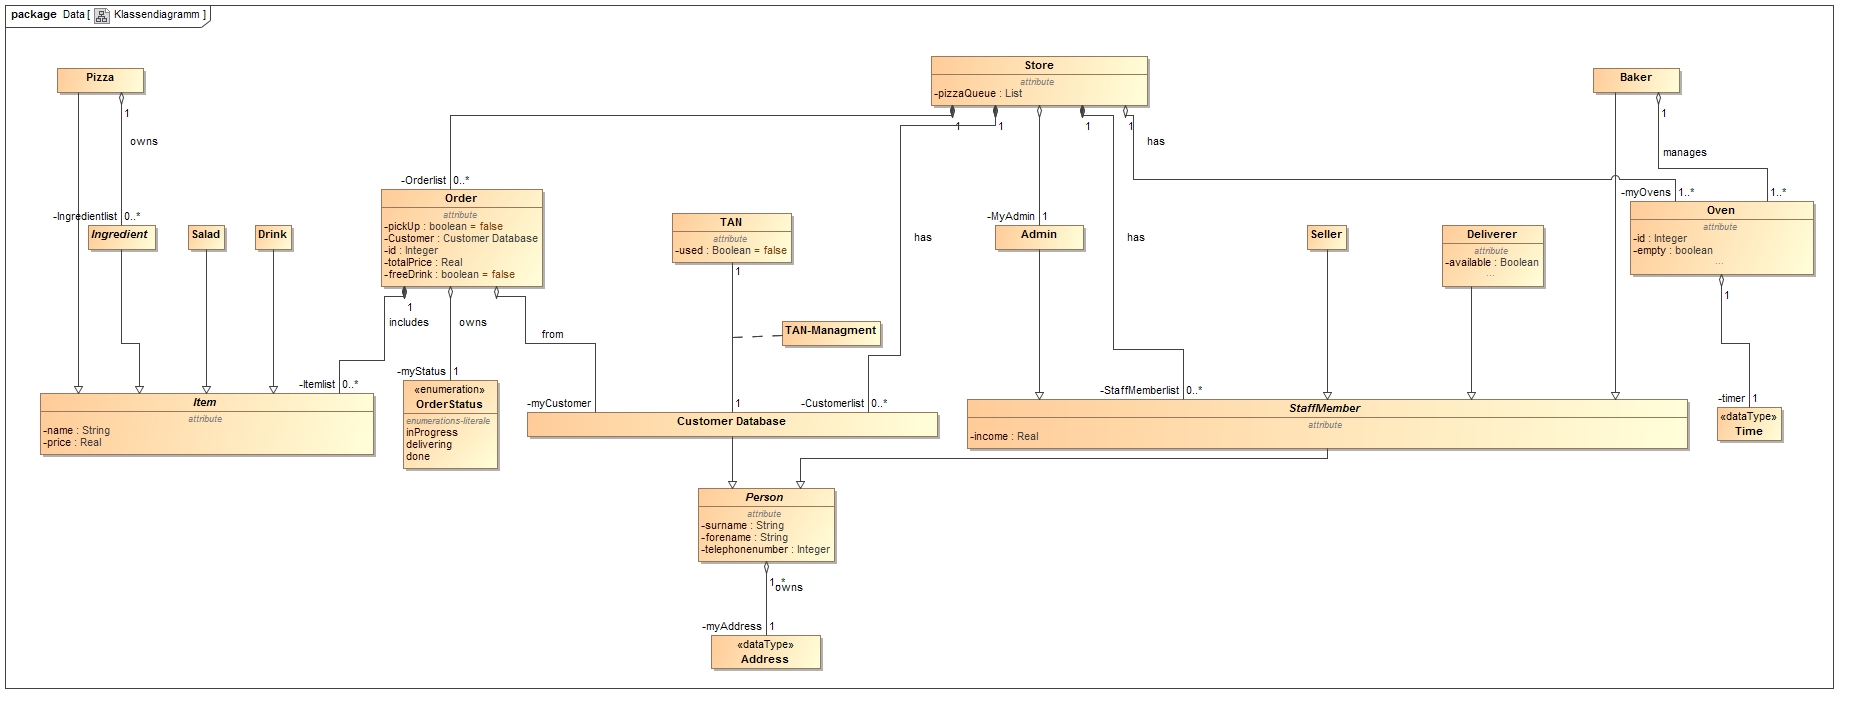 package Data [ Klassendiagramm ]
Pizza
1
owns
-Ingredientlist 0..*
Ingredient
Salad
Drink
Store
attribute
-pizzaQueue : List
1
1
1
1
has
has
has
Baker
1
manages
-Orderlist 0..*
Order
attribute
-pickUp : boolean = false
-Customer : Customer Database
-id : Integer
-totalPrice : Real
-freeDrink : boolean = false
1
includes
owns
from
TAN
attribute
-used : Boolean = false
1
TAN-Managment
1
-MyAdmin 1
Admin
Seller
Deliverer
attribute
-available : Boolean
...
-myOvens 1..*
1..*
Oven
attribute
-id : Integer
-empty : boolean
...
1
-Itemlist 0..*
Item
attribute
-name : String
-price : Real
-myStatus 1
«enumeration»
OrderStatus
enumerations-literale
inProgress
delivering
done
-myCustomer
-Customerlist 0..*
Customer Database
-StaffMemberlist 0..*
StaffMember
attribute
-income : Real
-timer 1
«dataType»
Time
Person
attribute
-surname : String
-forename : String
-telephonenumber : Integer
1..*
owns
-myAddress 1
«dataType»
Address